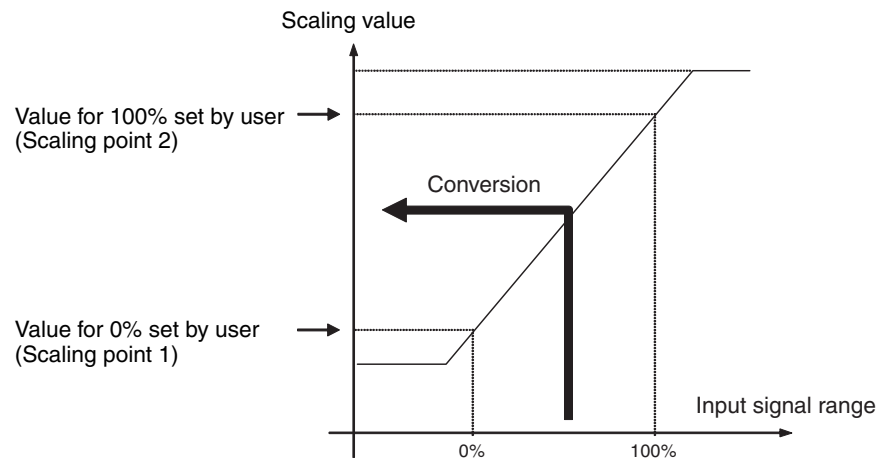 Scaling value
Value for 100% set by user
(Scaling point 2)
Conversion
Value for 0% set by user
(Scaling point 1)
Input signal range
0%
100%